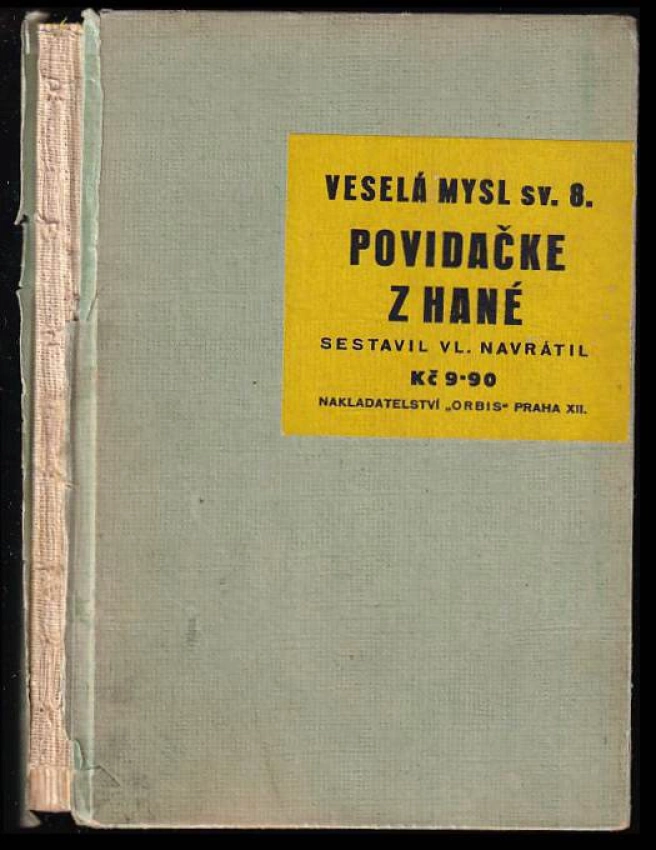 VESELÁ MYSL sv. 8.
POVIDAČKE
Z HANÉ
SESTAVIL VL. NAVRÁTIL
Kč 9·90
NAKLADATELSTVÍ „ORBIS“ PRAHA XII.